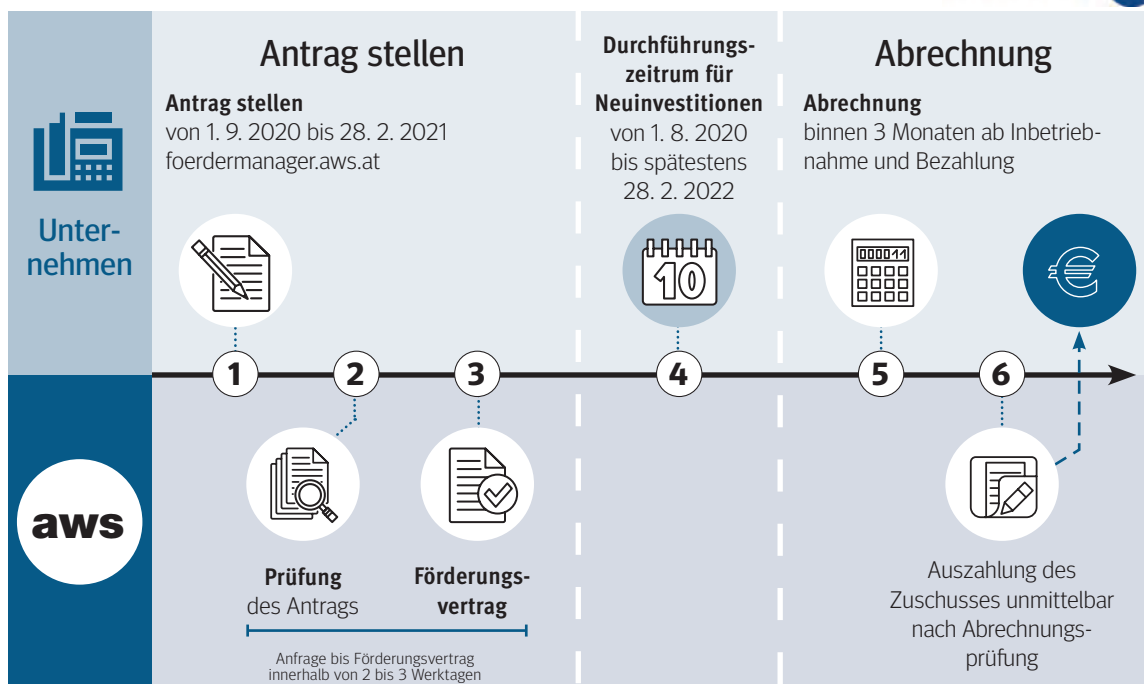 Antrag stellen
Antrag stellen
von 1. 9. 2020 bis 28. 2. 2021
foerdermanager.aws.at
Durchführungs-
zeitrum für
Neuinvestitionen
von 1. 8. 2020
bis spätestens
28. 2. 2022
Abrechnung
Abrechnung
binnen 3 Monaten ab Inbetrieb-
nahme und Bezahlung
Unter-
nehmen
10
000011
€
1
2
3
4
5
6
aws
Prüfung
des Antrags
Förderungs-
vertrag
Anfrage bis Förderungsvertrag
innerhalb von 2 bis 3 Werktagen
Auszahlung des
Zuschusses unmittelbar
nach Abrechnungs-
prüfung